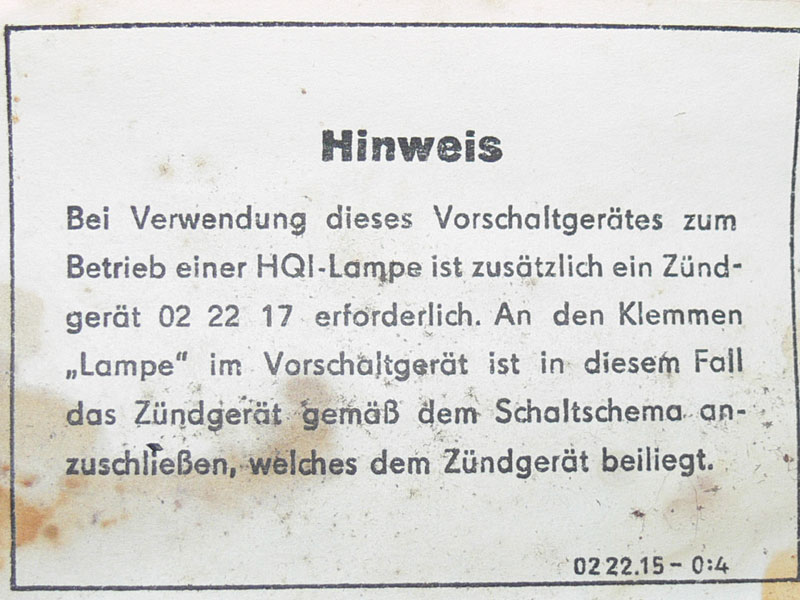 Hinweis
Bei Verwendung dieses Vorschaltgerätes zum
Betrieb einer HQI-Lampe ist zusätzlich ein Zünd-
gerät 02 22 17 erforderlich. An den Klemmen
„Lampe“ im Vorschaltgerät ist in diesem Fall
das Zündgerät gemäß dem Schaltschema an-
zuschließen, welches dem Zündgerät beiliegt.
02 22.15 - 0:4